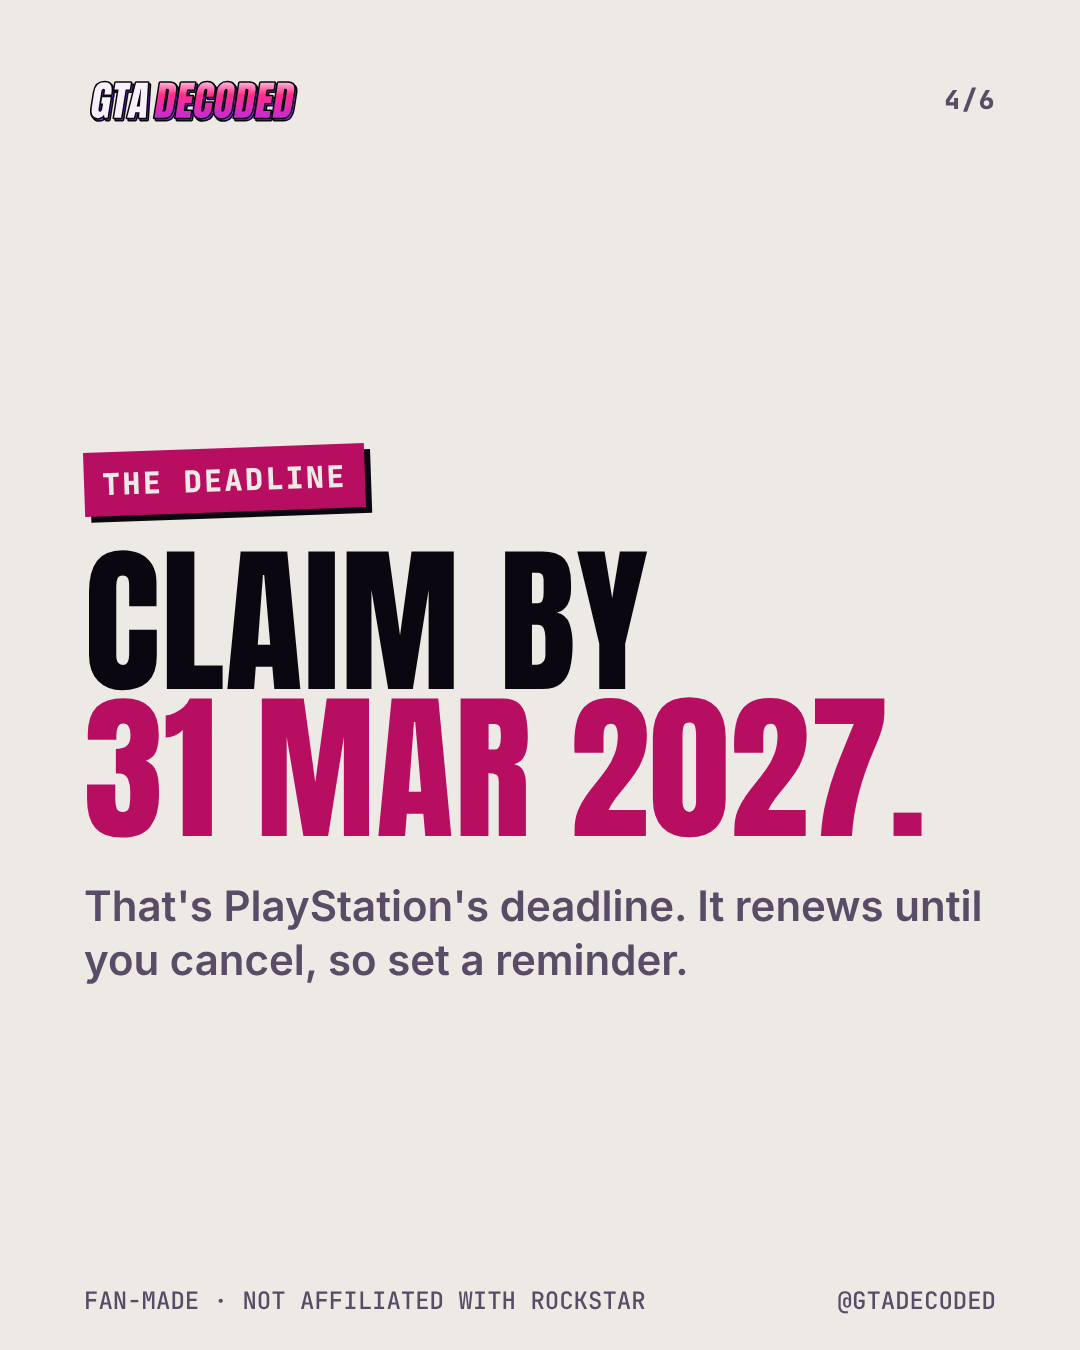 GTA DECODED
4/6
THE DEADLINE
CLAIM BY
31 MAR 2027.
That's PlayStation's deadline. It renews until
you cancel, so set a reminder.
FAN-MADE · NOT AFFILIATED WITH ROCKSTAR
@GTADECODED